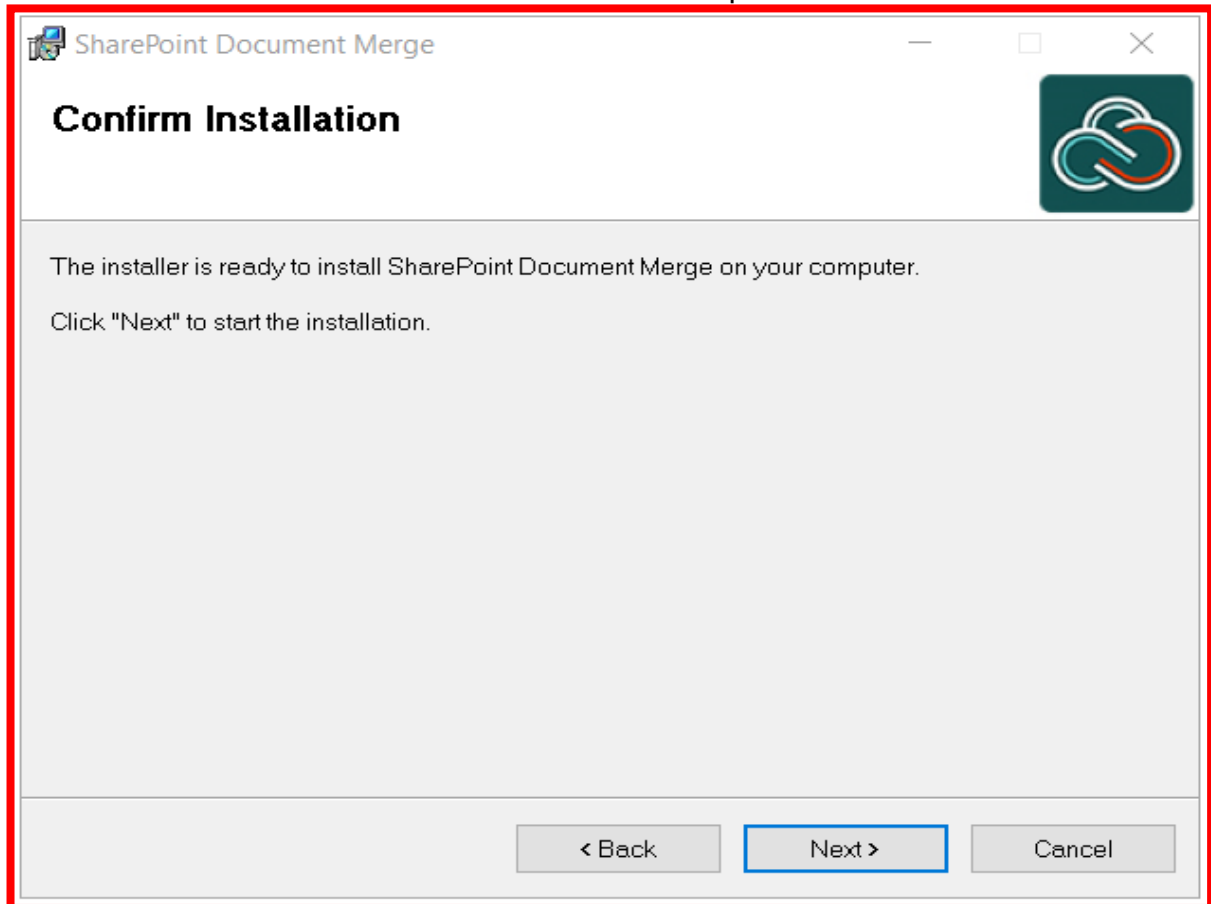 SharePoint Document Merge
Confirm Installation
The installer is ready to install SharePoint Document Merge on your computer.
Click "Next" to start the installation.
< Back
Next >
Cancel